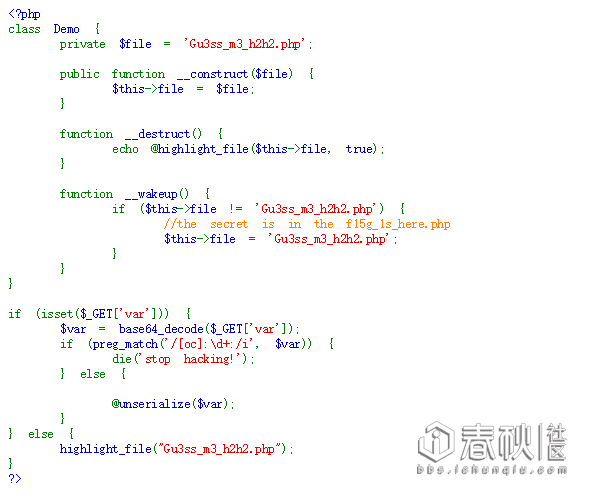 <?php
class Demo {
private $file = 'Gu3ss_m3_h2h2.php';
public function __construct($file) {
$this->file = $file;
}
function __destruct() {
echo @highlight_file($this->file, true);
}
function __wakeup() {
if ($this->file != 'Gu3ss_m3_h2h2.php') {
//the secret is in the f15g_1s_here.php
$this->file = 'Gu3ss_m3_h2h2.php';
}
}
}
if (isset($_GET['var'])) {
$var = base64_decode($_GET['var']);
if (preg_match('/[oc]:\d+:/i', $var)) {
die('stop hacking!');
} else {
@unserialize($var);
}
} else {
highlight_file("Gu3ss_m3_h2h2.php");
}
?>
春秋社区
bbs.ichunqiu.com